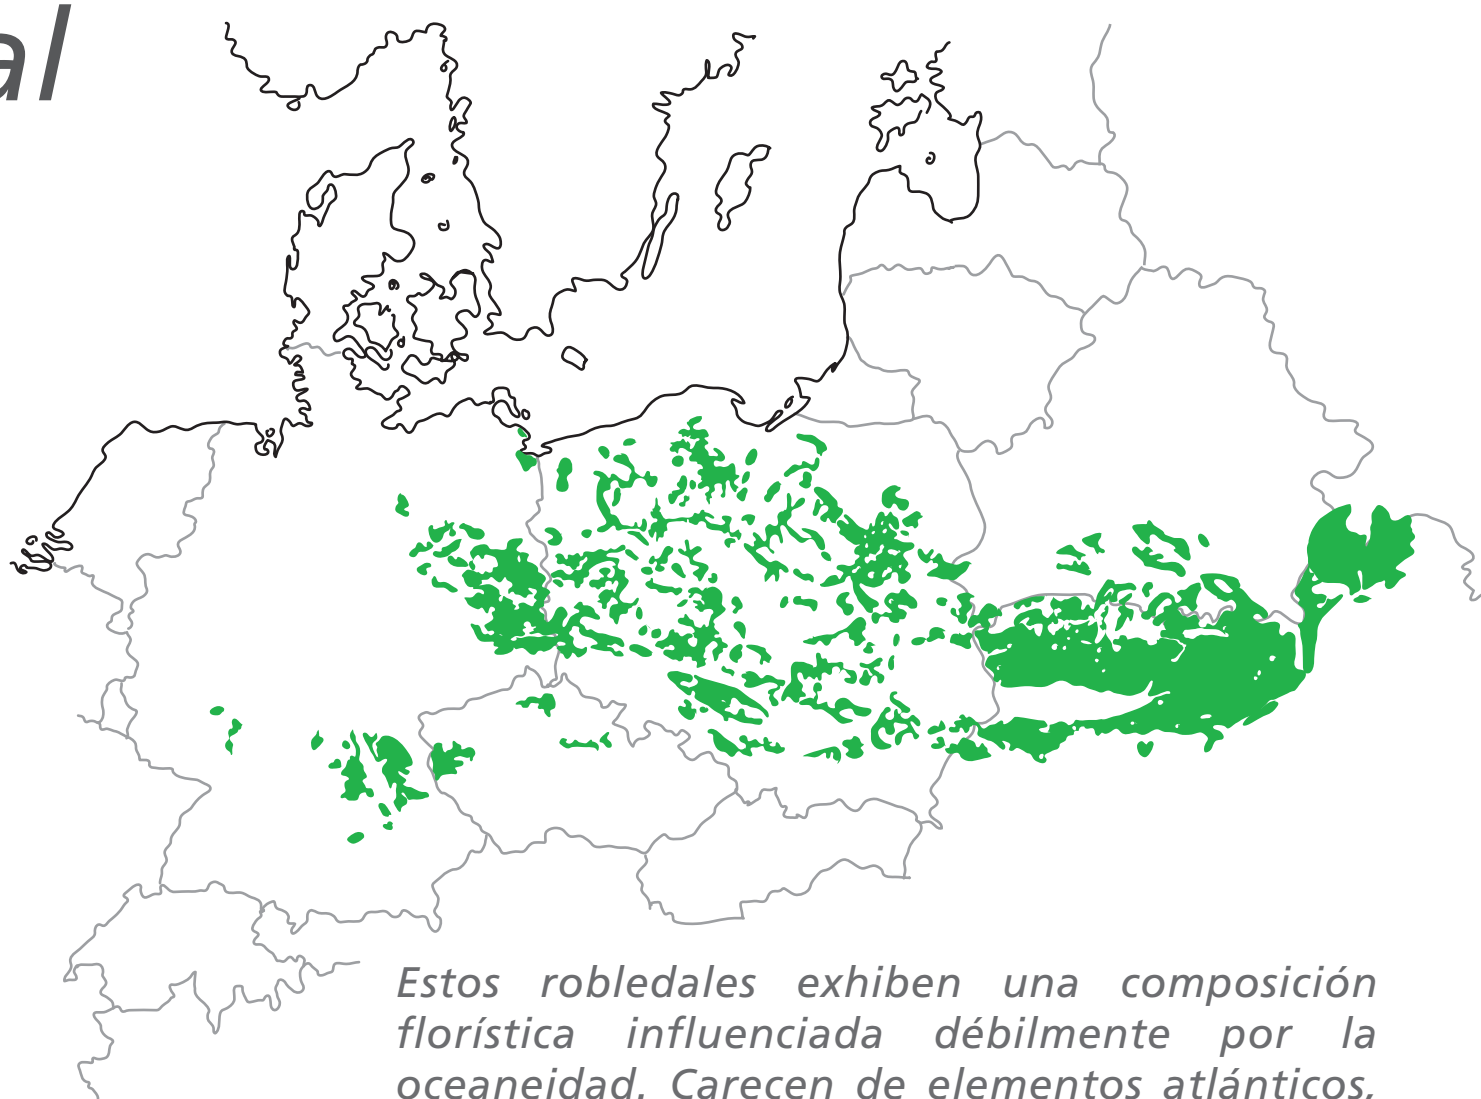 al
Estos robledales exhiben una composición
florística influenciada débilmente por la
oceaneidad. Carecen de elementos atlánticos,